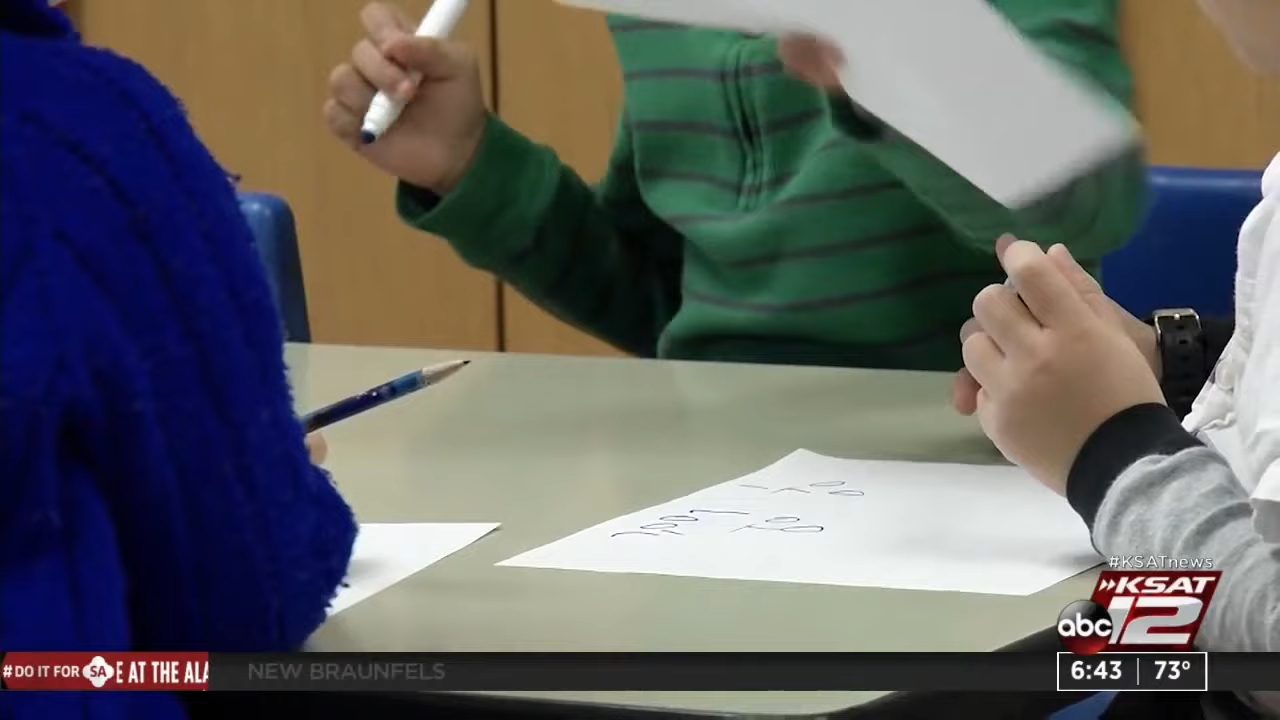 #KSATnews
KSAT
abc 12
#DO IT FOR SA E AT THE ALA
NEW BRAUNFELS
6:43 73°